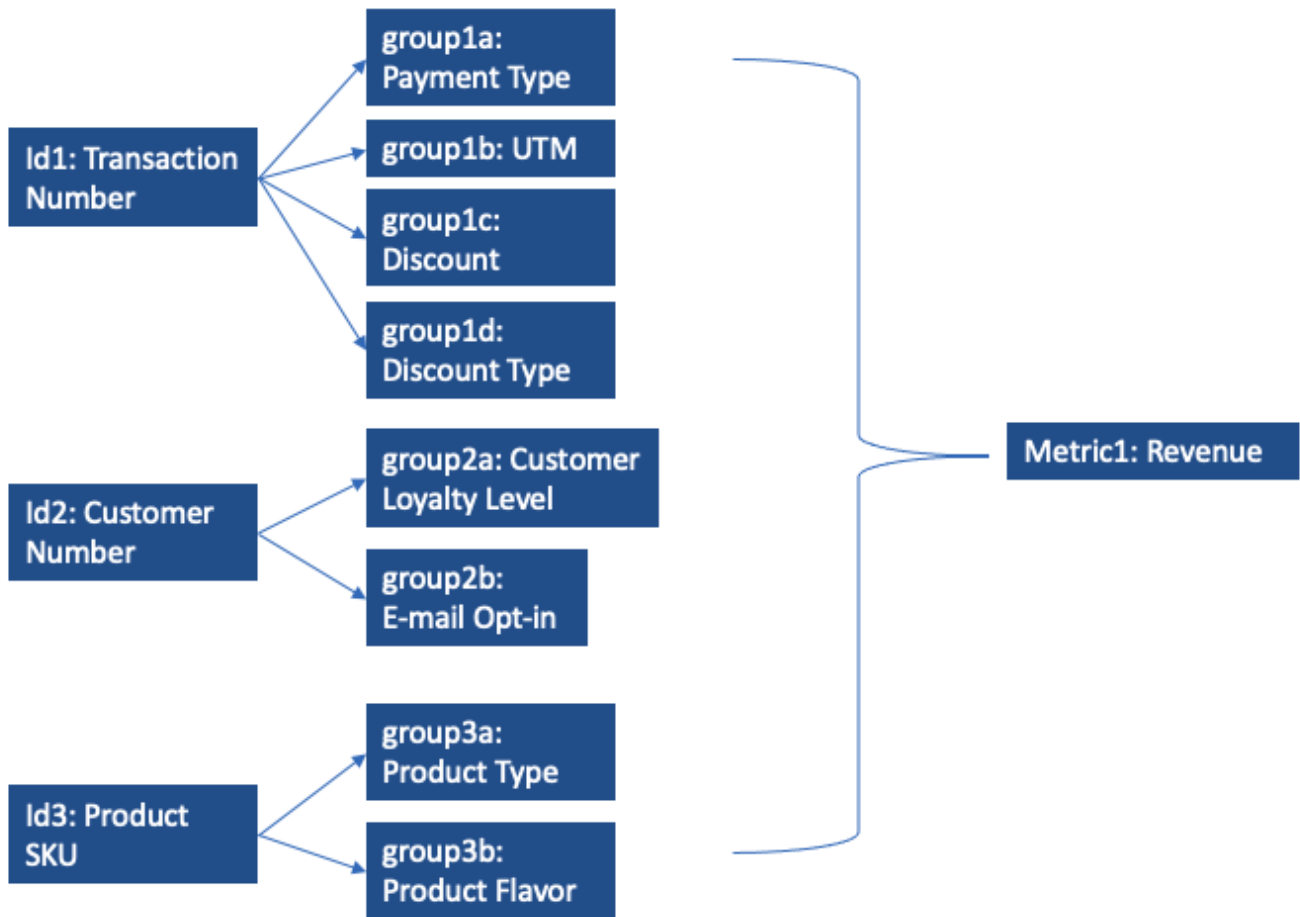 group1a:
Payment Type
Id1: Transaction
Number
group1b: UTM
group1c:
Discount
group1d:
Discount Type
group2a: Customer
Loyalty Level
Metric1: Revenue
Id2: Customer
Number
group2b:
E-mail Opt-in
group3a:
Product Type
Id3: Product
SKU
group3b:
Product Flavor